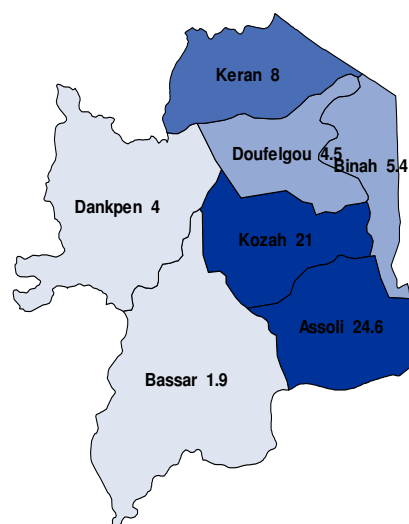 Keran 8
Doufelgou 4.5
Binah 5.4
Dankpen 4
Kozah 21
Assoli 24.6
Bassar 1.9